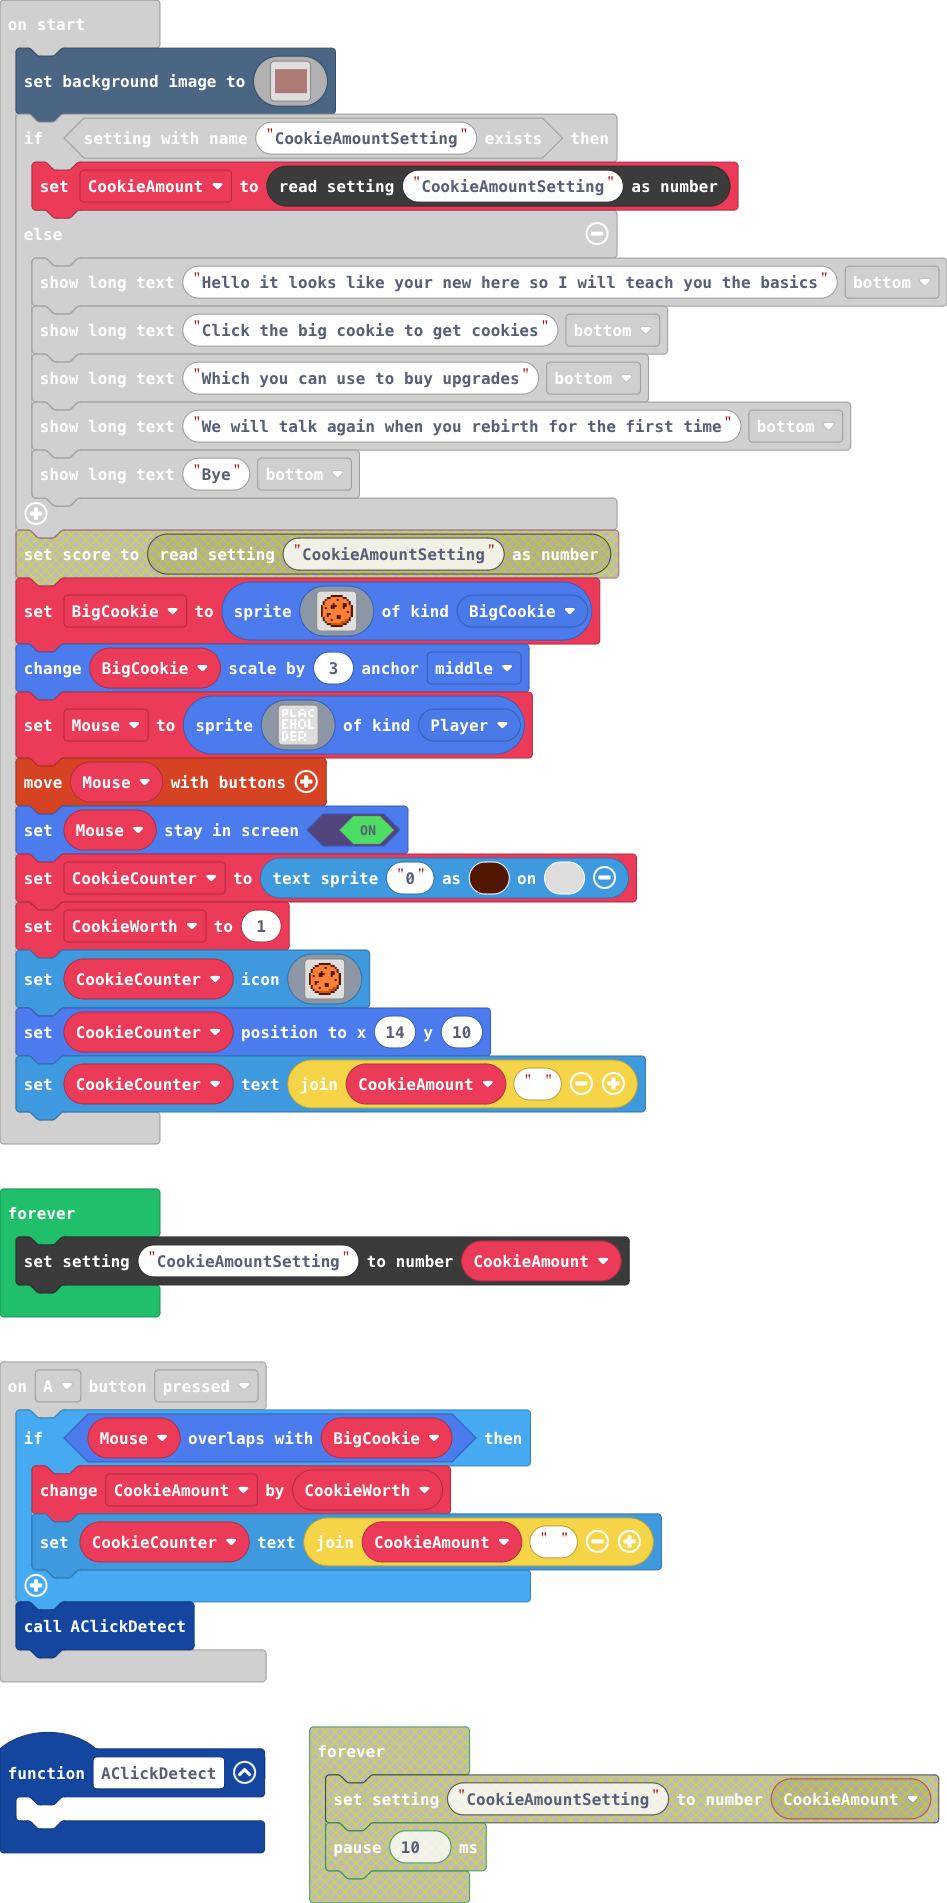 on start
set background image to
if setting with name "CookieAmountSetting" exists then
set CookieAmount to read setting "CookieAmountSetting" as number
else
show long text "Hello it looks like your new here so I will teach you the basics" bottom
show long text "Click the big cookie to get cookies" bottom
show long text "Which you can use to buy upgrades" bottom
show long text "We will talk again when you rebirth for the first time" bottom
show long text "Bye" bottom
set score to read setting "CookieAmountSetting" as number
set BigCookie to sprite of kind BigCookie
change BigCookie scale by 3 anchor middle
set Mouse to sprite PLAC EHOL DER of kind Player
move Mouse with buttons
set Mouse stay in screen ON
set CookieCounter to text sprite "0" as on
set CookieWorth to 1
set CookieCounter icon
set CookieCounter position to x 14 y 10
set CookieCounter text join CookieAmount " "
forever
set setting "CookieAmountSetting" to number CookieAmount
on A button pressed
if Mouse overlaps with BigCookie then
change CookieAmount by CookieWorth
set CookieCounter text join CookieAmount " "
call AClickDetect
function AClickDetect
forever
set setting "CookieAmountSetting" to number CookieAmount
pause 10 ms